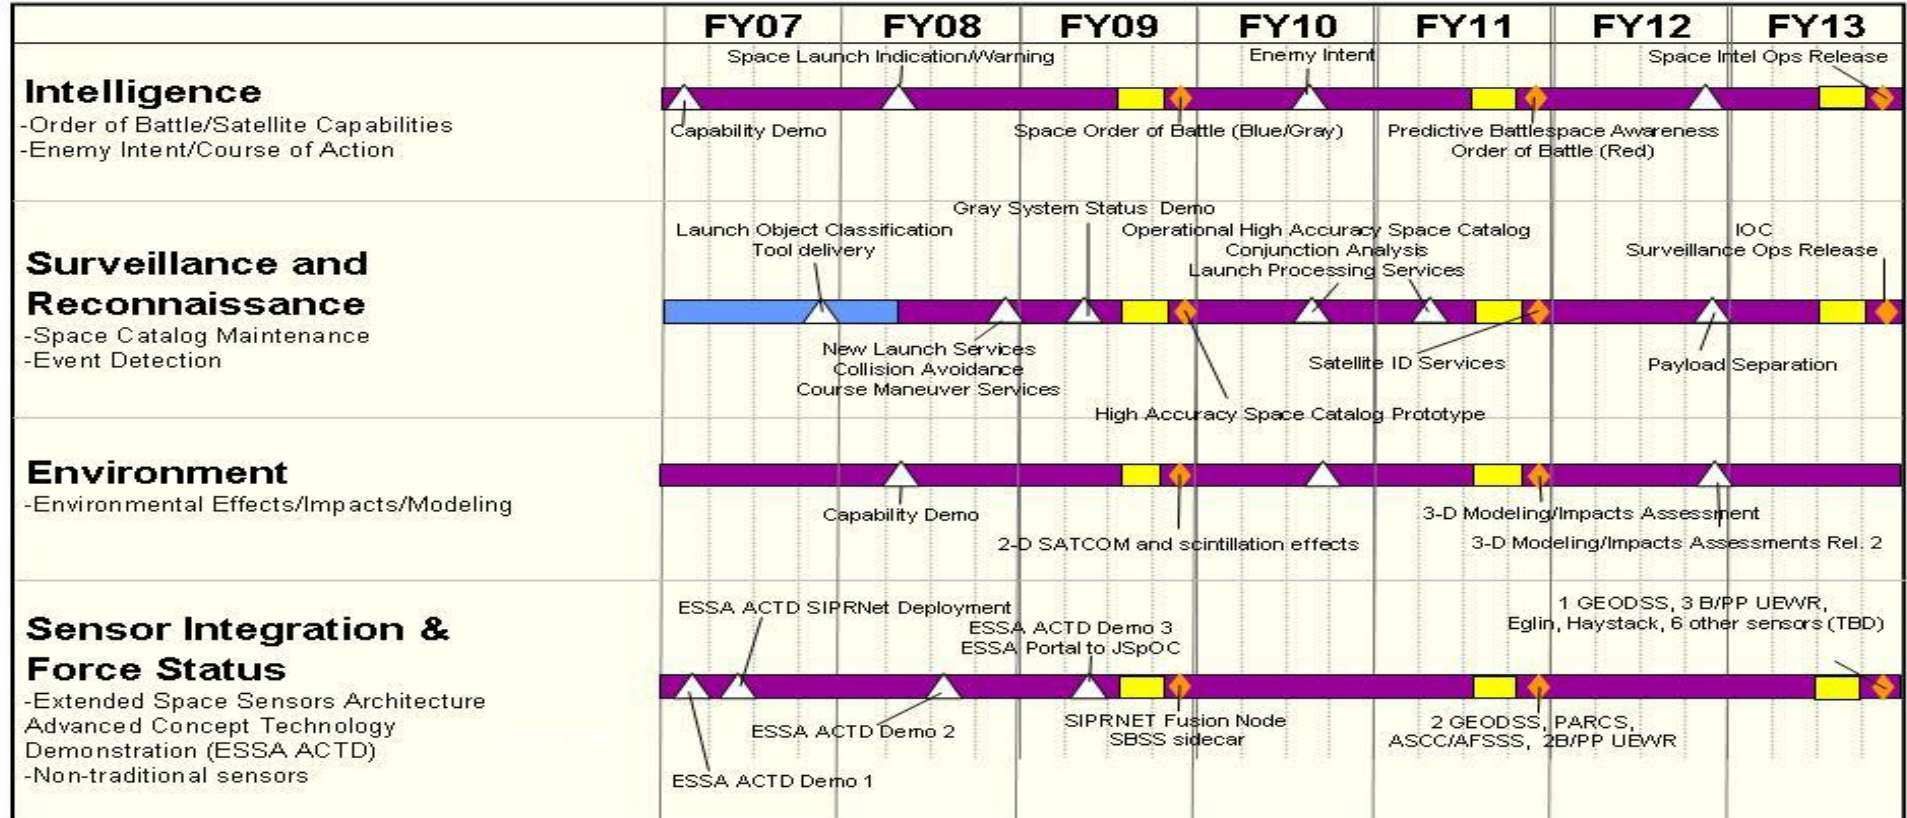 FY07 FY08 FY09 FY10 FY11 FY12 FY13
Intelligence
-Order of Battle/Satellite Capabilities
-Enemy Intent/Course of Action
Space Launch Indication/Warning
Enemy Intent
Space Intel Ops Release
Capability Demo
Space Order of Battle (Blue/Gray)
Predictive Battlespace Awareness
Order of Battle (Red)
Surveillance and
Reconnaissance
-Space Catalog Maintenance
-Event Detection
Gray System Status Demo
Launch Object Classification
Tool delivery
Operational High Accuracy Space Catalog
Conjunction Analysis
Launch Processing Services
IOC
Surveillance Ops Release
New Launch Services
Collision Avoidance
Course Maneuver Services
High Accuracy Space Catalog Prototype
Satellite ID Services
Payload Separation
Environment
-Environmental Effects/Impacts/Modeling
Capability Demo
2-D SATCOM and scintillation effects
3-D Modeling/Impacts Assessment
3-D Modeling/Impacts Assessments Rel. 2
Sensor Integration &
Force Status
-Extended Space Sensors Architecture
Advanced Concept Technology
Demonstration (ESSA ACTD)
-Non-traditional sensors
ESSA ACTD SIPRNet Deployment
ESSA ACTD Demo 3
ESSA Portal to JSpOC
1 GEODSS, 3 B/PP UEWR,
Eglin, Haystack, 6 other sensors (TBD)
ESSA ACTD Demo 2
ESSA ACTD Demo 1
SIPRNET Fusion Node
SBSS sidecar
2 GEODSS, PARCS,
ASCC/AFSSS, 2B/PP UEWR